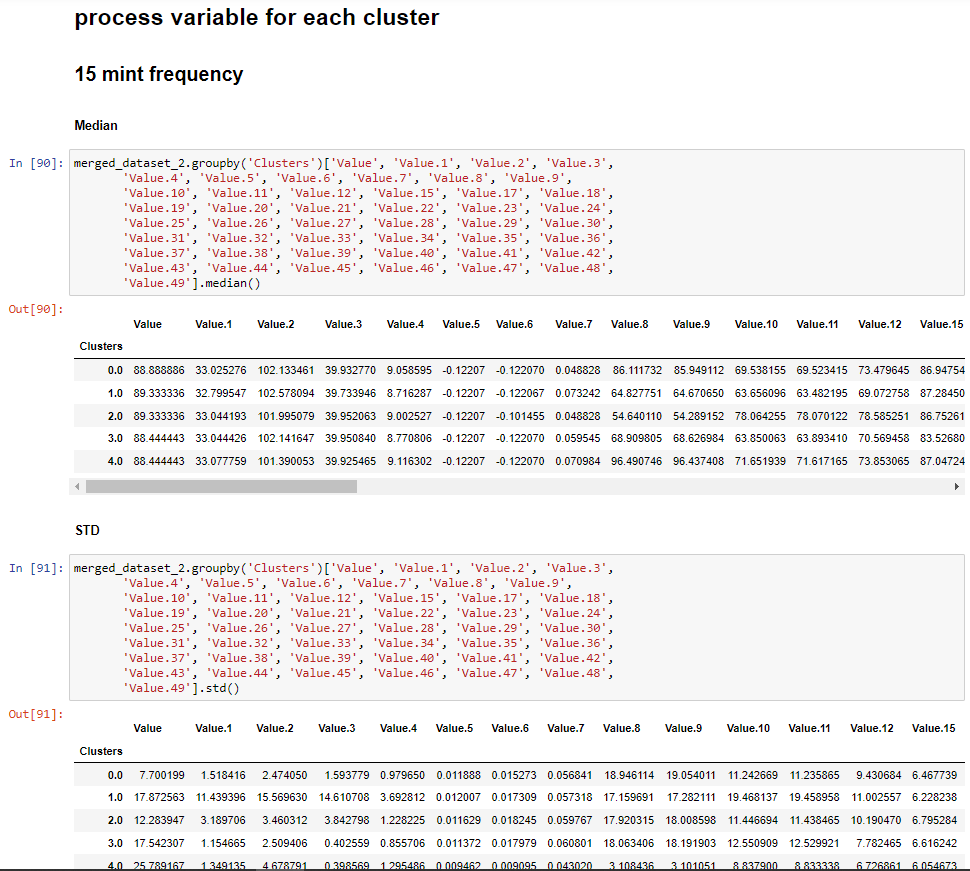 process variable for each cluster
15 mint frequency
Median
In [90]: merged_dataset_2.groupby('Clusters')['Value', 'Value.1', 'Value.2', 'Value.3',
'Value.4', 'Value.5', 'Value.6', 'Value.7', 'Value.8', 'Value.9',
'Value.10', 'Value.11', 'Value.12', 'Value.15', 'Value.17', 'Value.18',
'Value.19', 'Value.20', 'Value.21', 'Value.22', 'Value.23', 'Value.24',
'Value.25', 'Value.26', 'Value.27', 'Value.28', 'Value.29', 'Value.30',
'Value.31', 'Value.32', 'Value.33', 'Value.34', 'Value.35', 'Value.36',
'Value.37', 'Value.38', 'Value.39', 'Value.40', 'Value.41', 'Value.42',
'Value.43', 'Value.44', 'Value.45', 'Value.46', 'Value.47', 'Value.48',
'Value.49'].median()
Out[90]:
Value Value.1 Value.2 Value.3 Value.4 Value.5 Value.6 Value.7 Value.8 Value.9 Value.10 Value.11 Value.12 Value.15
Clusters
0.0 88.888886 33.025276 102.133461 39.932770 9.058595 -0.12207 -0.122070 0.048828 86.111732 85.949112 69.538155 69.523415 73.479645 86.94754
1.0 89.333336 32.799547 102.578094 39.733946 8.716287 -0.12207 -0.122067 0.073242 64.827751 64.670650 63.656096 63.482195 69.072758 87.28450
2.0 89.333336 33.044193 101.995079 39.952063 9.002527 -0.12207 -0.101455 0.048828 54.640110 54.289152 78.064255 78.070122 78.585251 86.75261
3.0 88.444443 33.044426 102.141647 39.950840 8.770806 -0.12207 -0.122070 0.059545 68.909805 68.626984 63.850063 63.893410 70.569458 83.52680
4.0 88.444443 33.077759 101.390053 39.925465 9.116302 -0.12207 -0.122070 0.070984 96.490746 96.437408 71.651939 71.617165 73.853065 87.04724
STD
In [91]: merged_dataset_2.groupby('Clusters')['Value', 'Value.1', 'Value.2', 'Value.3',
'Value.4', 'Value.5', 'Value.6', 'Value.7', 'Value.8', 'Value.9',
'Value.10', 'Value.11', 'Value.12', 'Value.15', 'Value.17', 'Value.18',
'Value.19', 'Value.20', 'Value.21', 'Value.22', 'Value.23', 'Value.24',
'Value.25', 'Value.26', 'Value.27', 'Value.28', 'Value.29', 'Value.30',
'Value.31', 'Value.32', 'Value.33', 'Value.34', 'Value.35', 'Value.36',
'Value.37', 'Value.38', 'Value.39', 'Value.40', 'Value.41', 'Value.42',
'Value.43', 'Value.44', 'Value.45', 'Value.46', 'Value.47', 'Value.48',
'Value.49'].std()
Out[91]:
Value Value.1 Value.2 Value.3 Value.4 Value.5 Value.6 Value.7 Value.8 Value.9 Value.10 Value.11 Value.12 Value.15
Clusters
0.0 7.700199 1.518416 2.474050 1.593779 0.979650 0.011888 0.015273 0.056841 18.946114 19.054011 11.242669 11.235865 9.430684 6.467739
1.0 17.872563 11.439396 15.569630 14.610708 3.692812 0.012007 0.017309 0.057318 17.159691 17.282111 19.468137 19.458958 11.002557 6.228238
2.0 12.283947 3.189706 3.460312 3.842798 1.228225 0.011629 0.018245 0.059767 17.920315 18.008598 11.446694 11.438465 10.190470 6.795284
3.0 17.542307 1.154665 2.509406 0.402559 0.855706 0.011372 0.017979 0.060801 18.063406 18.191903 12.550909 12.529921 7.782465 6.616242
4.0 25.789167 1.349135 4.678791 0.398569 1.295486 0.009462 0.009095 0.043020 3.108436 3.101051 8.837900 8.833338 6.726861 6.054673